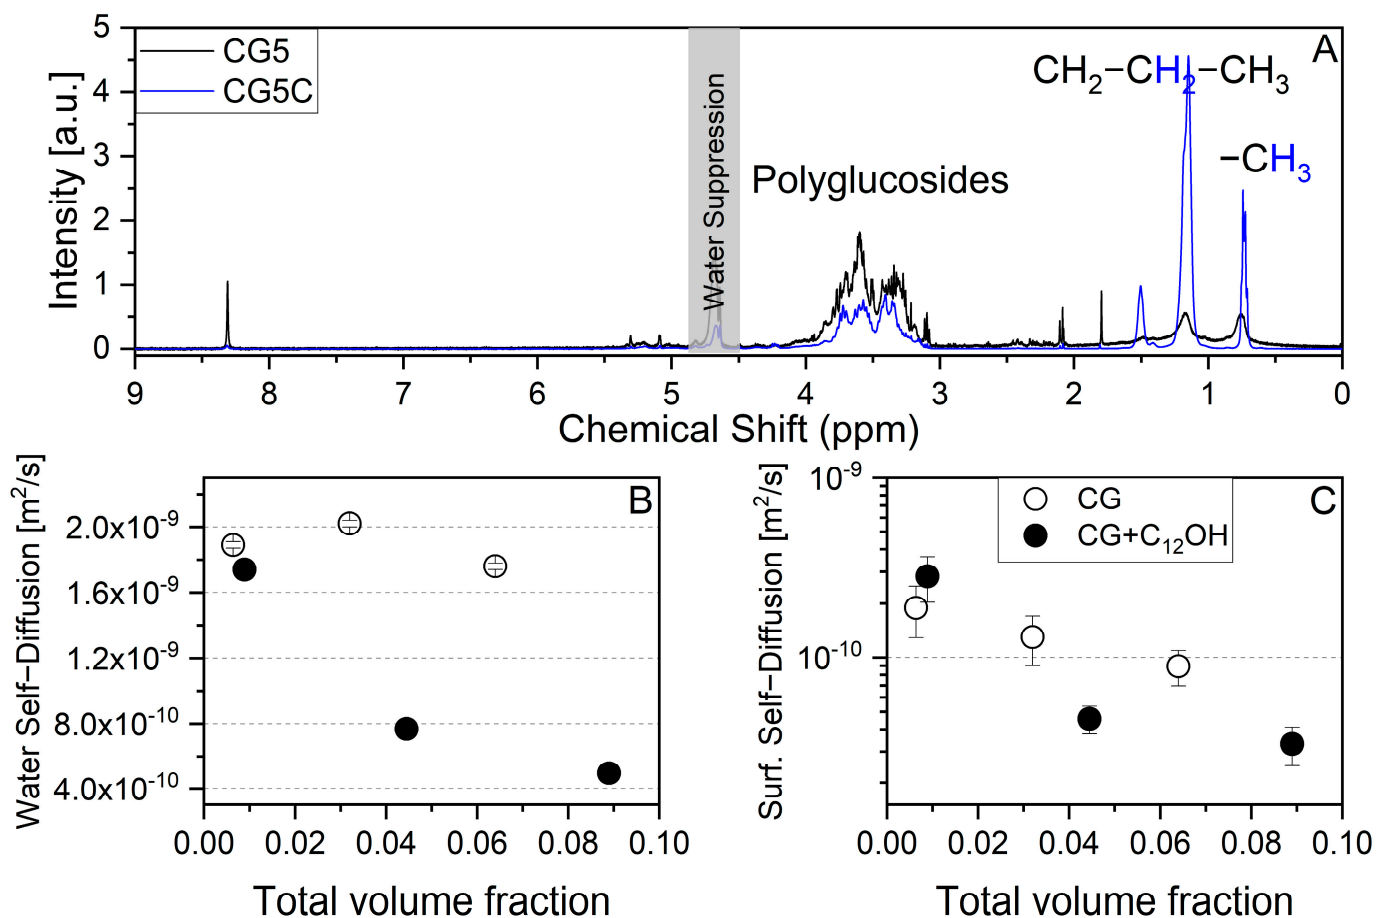 A
CG5
CG5C
CH₂−CH₂−CH₃
−CH₃
Polyglucosides
Water Suppression
Intensity [a.u.]
5
4
3
2
1
0
9 8 7 6 5 4 3 2 1 0
Chemical Shift (ppm)
B
Water Self−Diffusion [m²/s]
2.0x10⁻⁹
1.6x10⁻⁹
1.2x10⁻⁹
8.0x10⁻¹⁰
4.0x10⁻¹⁰
0.00 0.02 0.04 0.06 0.08 0.10
Total volume fraction
C
CG
CG+C₁₂OH
Surf. Self−Diffusion [m²/s]
10⁻⁹
10⁻¹⁰
0.00 0.02 0.04 0.06 0.08 0.10
Total volume fraction